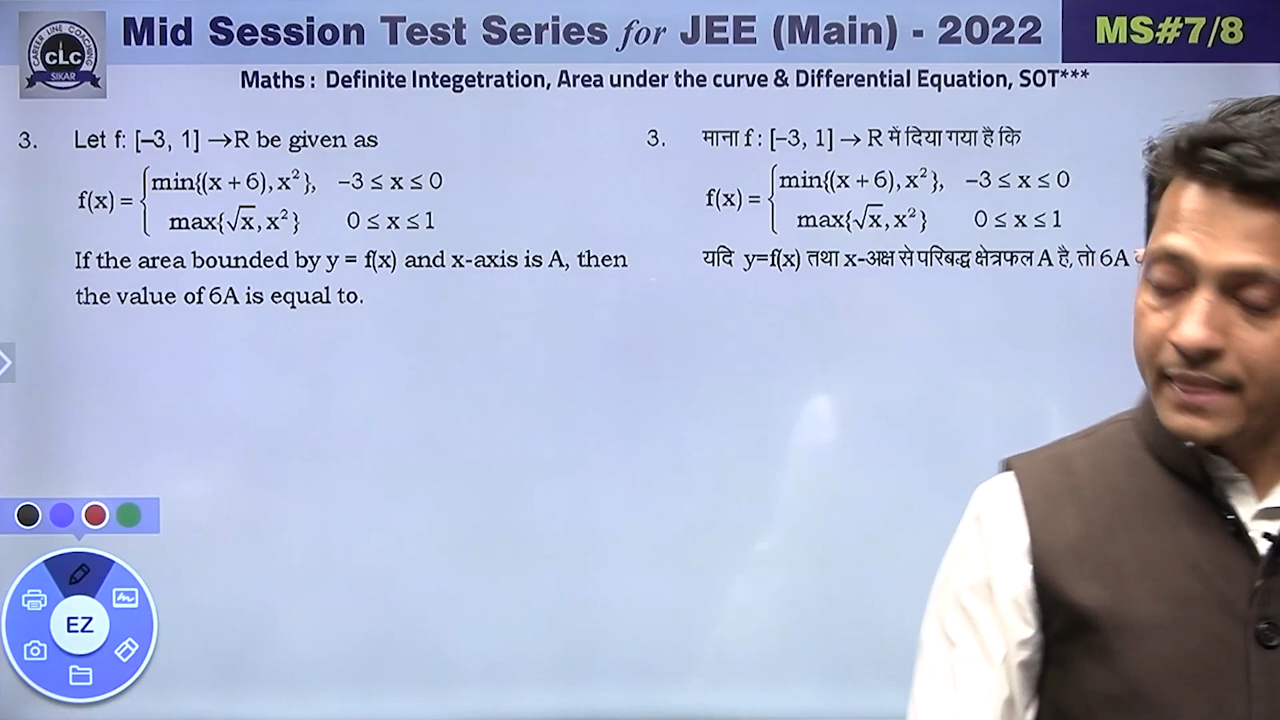 CAREER LINE COACHING
CLC
SIKAR
Mid Session Test Series for JEE (Main) - 2022
MS#7/8
Maths : Definite Integetration, Area under the curve & Differential Equation, SOT***
3. Let f: [–3, 1] →R be given as
f(x) = {min{(x + 6), x²}, –3 ≤ x ≤ 0
max{√x, x²} 0 ≤ x ≤ 1
If the area bounded by y = f(x) and x-axis is A, then
the value of 6A is equal to.
3. माना f : [–3, 1] → R में दिया गया है कि
f(x) = {min{(x + 6), x²}, –3 ≤ x ≤ 0
max{√x, x²} 0 ≤ x ≤ 1
यदि y=f(x) तथा x-अक्ष से परिबद्ध क्षेत्रफल A है, तो 6A
EZ